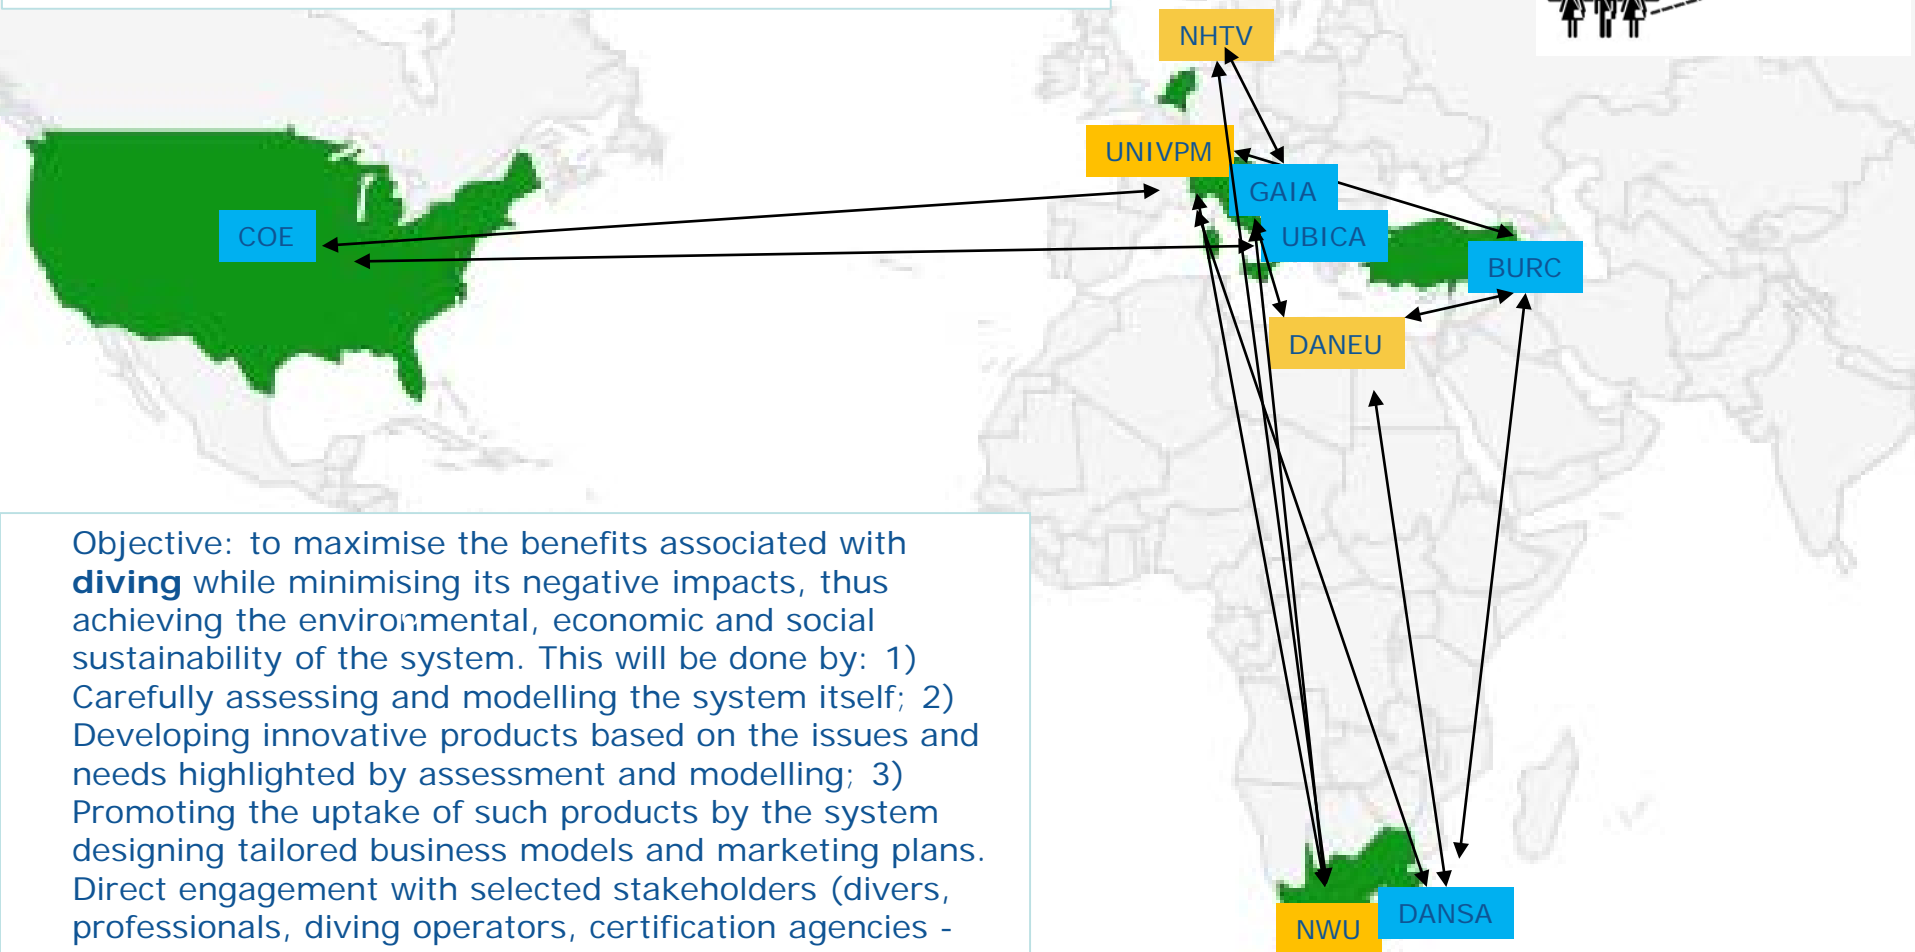 NHTV
UNIVPM
GAIA
COE
UBICA
BURC
DANEU
Objective: to maximise the benefits associated with
diving while minimising its negative impacts, thus
achieving the environmental, economic and social
sustainability of the system. This will be done by: 1)
Carefully assessing and modelling the system itself; 2)
Developing innovative products based on the issues and
needs highlighted by assessment and modelling; 3)
Promoting the uptake of such products by the system
designing tailored business models and marketing plans.
Direct engagement with selected stakeholders (divers,
professionals, diving operators, certification agencies -
DANSA
NWU